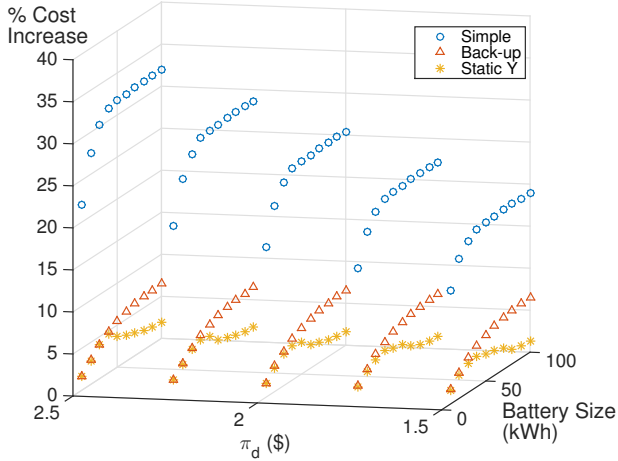 % Cost
Increase
40
35
30
25
20
15
10
5
0
Simple
Back-up
Static Y
2.5
2
1.5
π_d ($)
0
50
100
Battery Size
(kWh)